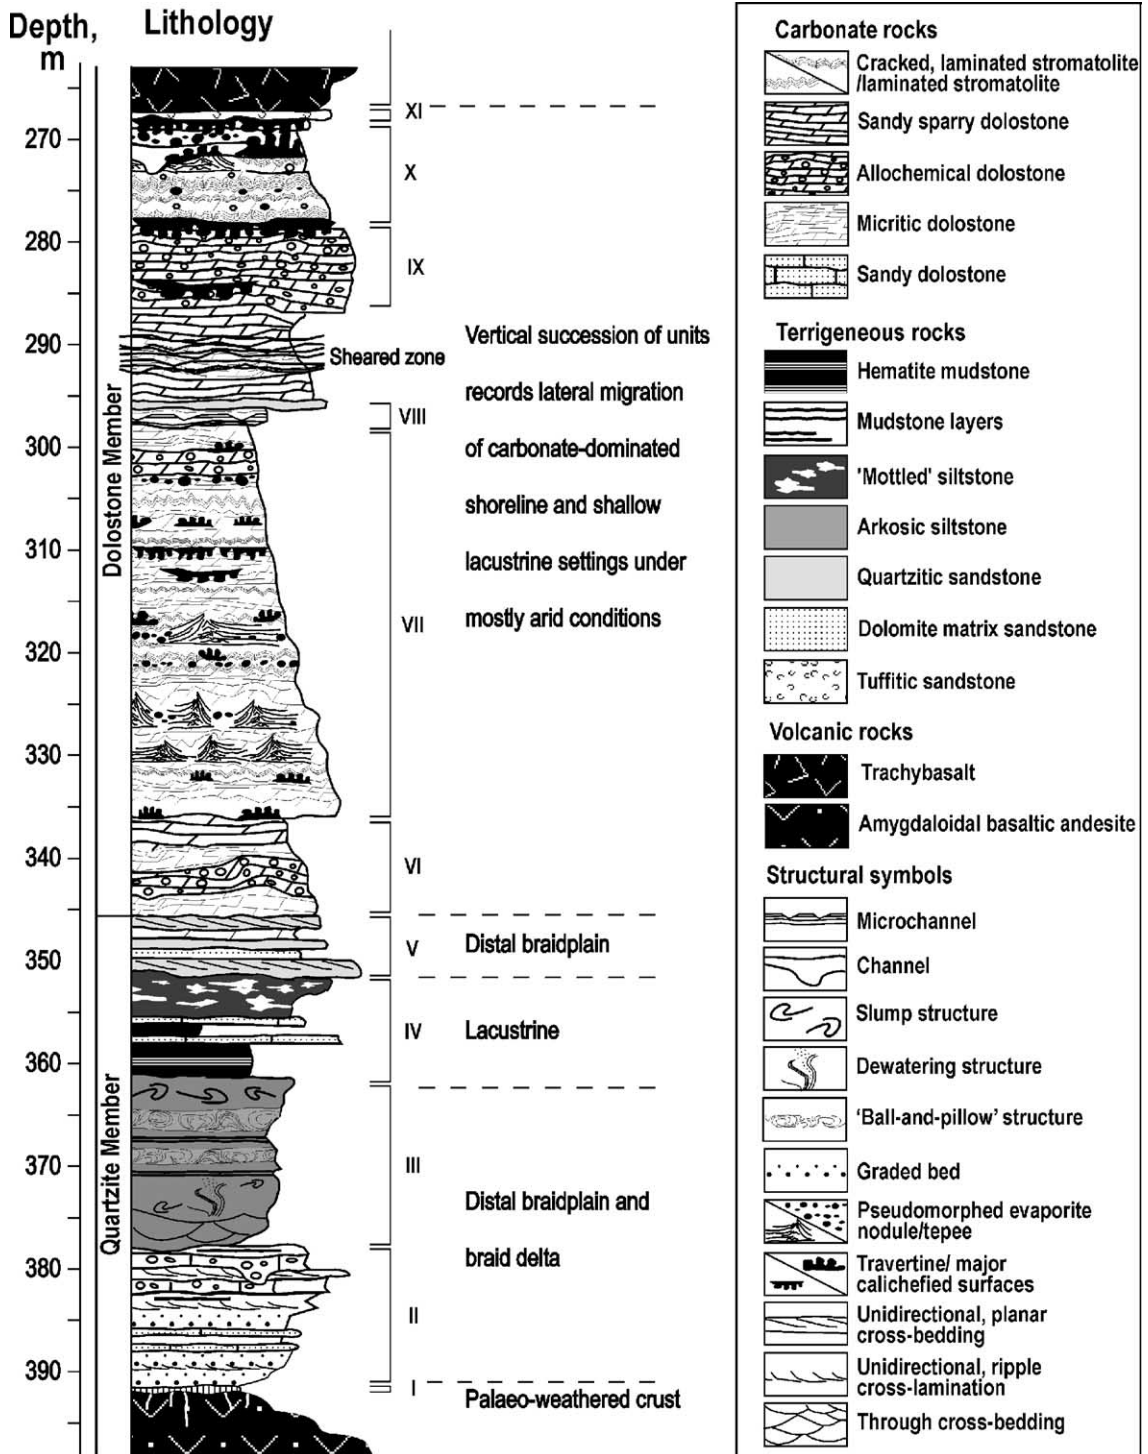 Depth,
m
Lithology
270
280
290
300
310
320
330
340
350
360
370
380
390
Dolostone Member
Quartzite Member
XI
X
IX
Sheared zone
VIII
VII
VI
V
IV
III
II
I
Vertical succession of units
records lateral migration
of carbonate-dominated
shoreline and shallow
lacustrine settings under
mostly arid conditions
Distal braidplain
Lacustrine
Distal braidplain and
braid delta
Palaeo-weathered crust
Carbonate rocks
Cracked, laminated stromatolite
/laminated stromatolite
Sandy sparry dolostone
Allochemical dolostone
Micritic dolostone
Sandy dolostone
Terrigeneous rocks
Hematite mudstone
Mudstone layers
'Mottled' siltstone
Arkosic siltstone
Quartzitic sandstone
Dolomite matrix sandstone
Tuffitic sandstone
Volcanic rocks
Trachybasalt
Amygdaloidal basaltic andesite
Structural symbols
Microchannel
Channel
Slump structure
Dewatering structure
‘Ball-and-pillow’ structure
Graded bed
Pseudomorphed evaporite
nodule/tepee
Travertine/ major
calichefied surfaces
Unidirectional, planar
cross-bedding
Unidirectional, ripple
cross-lamination
Through cross-bedding